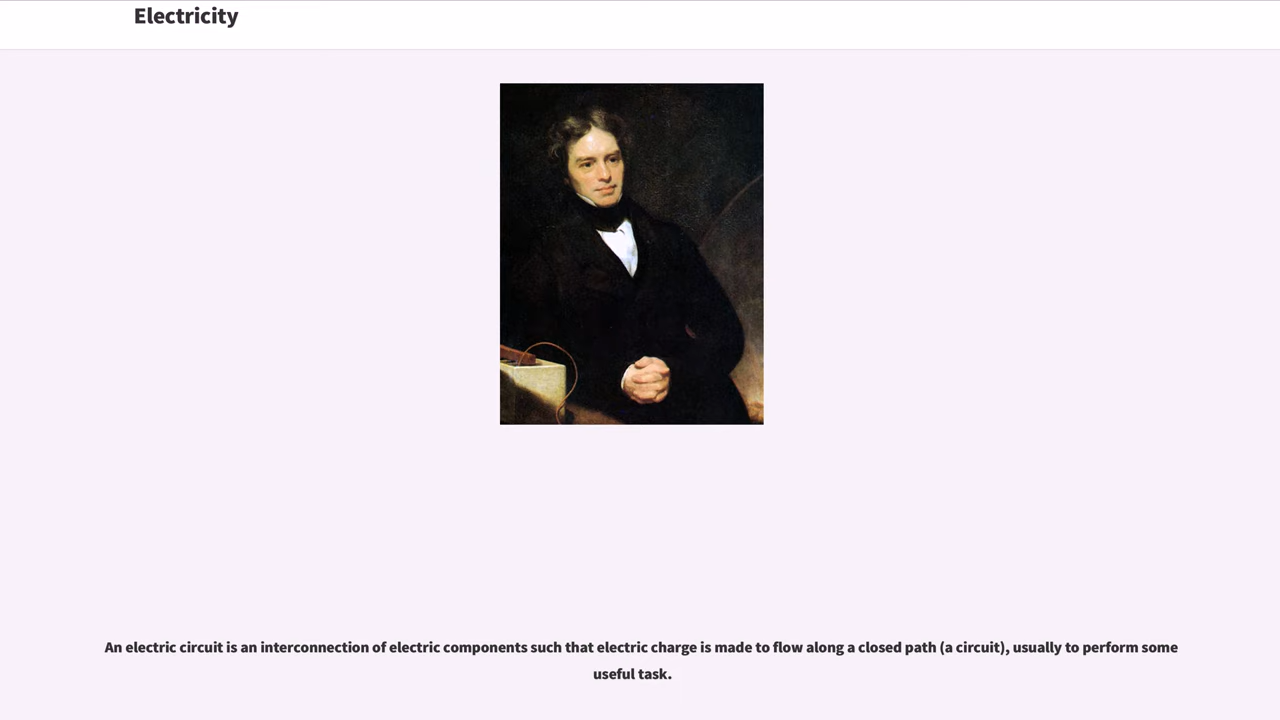 Electricity
An electric circuit is an interconnection of electric components such that electric charge is made to flow along a closed path (a circuit), usually to perform some
useful task.